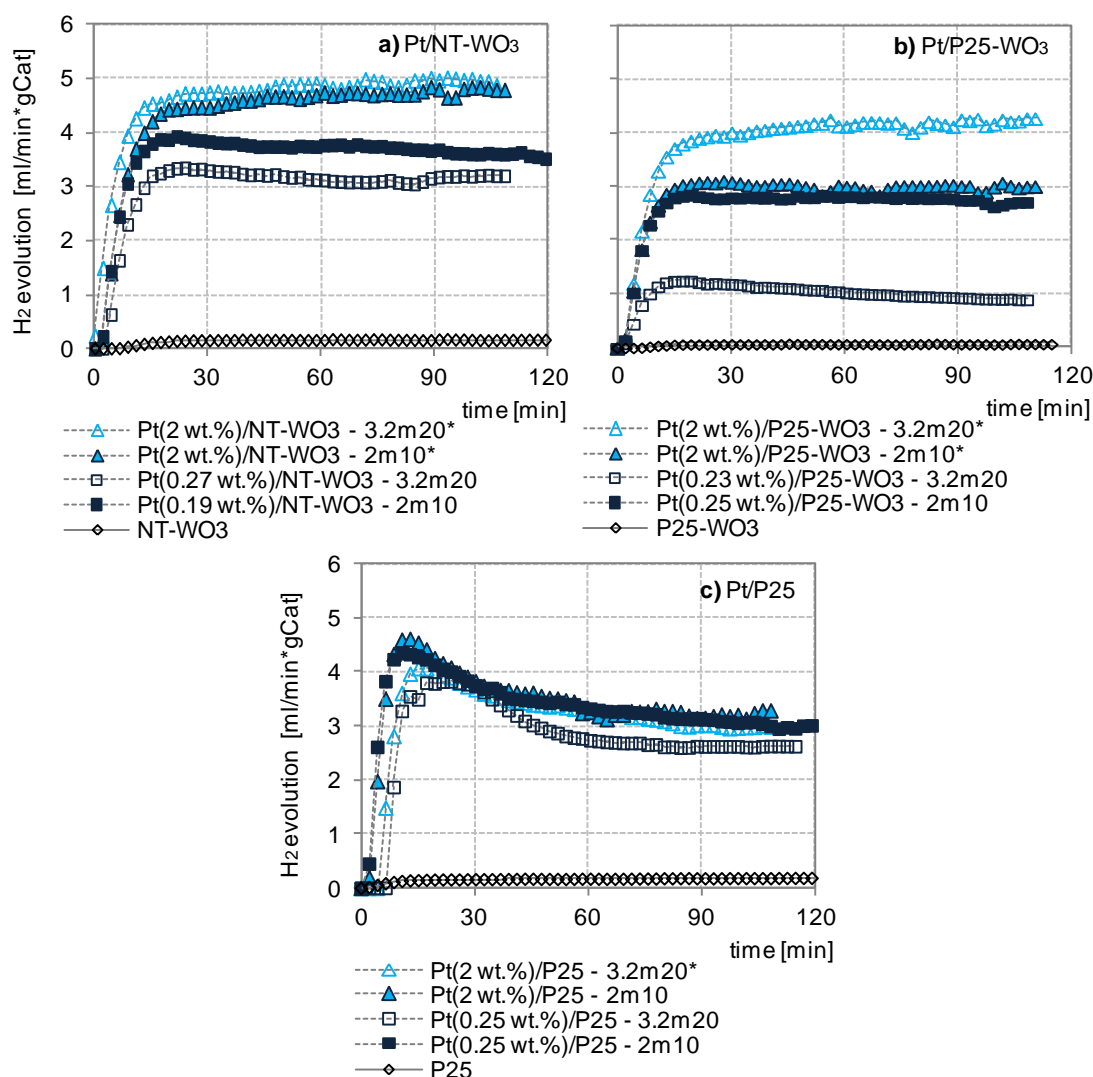 a) Pt/NT-WO3
H2 evolution [ml/min*gCat]
6
5
4
3
2
1
0
0 30 60 90 120
time [min]
Pt(2 wt.%)/NT-WO3 - 3.2m20*
Pt(2 wt.%)/NT-WO3 - 2m10*
Pt(0.27 wt.%)/NT-WO3 - 3.2m20
Pt(0.19 wt.%)/NT-WO3 - 2m10
NT-WO3
b) Pt/P25-WO3
6
5
4
3
2
1
0
0 30 60 90 120
time [min]
Pt(2 wt.%)/P25-WO3 - 3.2m20*
Pt(2 wt.%)/P25-WO3 - 2m10*
Pt(0.23 wt.%)/P25-WO3 - 3.2m20
Pt(0.25 wt.%)/P25-WO3 - 2m10
P25-WO3
c) Pt/P25
H2 evolution [ml/min*gCat]
6
5
4
3
2
1
0
0 30 60 90 120
time [min]
Pt(2 wt.%)/P25 - 3.2m20*
Pt(2 wt.%)/P25 - 2m10
Pt(0.25 wt.%)/P25 - 3.2m20
Pt(0.25 wt.%)/P25 - 2m10
P25